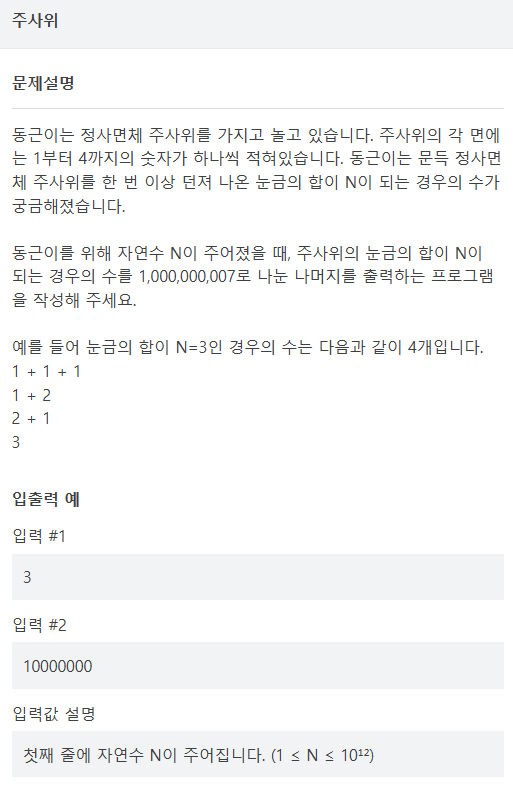 주사위
문제설명
동근이는 정사면체 주사위를 가지고 놀고 있습니다. 주사위의 각 면에
는 1부터 4까지의 숫자가 하나씩 적혀있습니다. 동근이는 문득 정사면
체 주사위를 한 번 이상 던져 나온 눈금의 합이 N이 되는 경우의 수가
궁금해졌습니다.
동근이를 위해 자연수 N이 주어졌을 때, 주사위의 눈금의 합이 N이
되는 경우의 수를 1,000,000,007로 나눈 나머지를 출력하는 프로그램
을 작성해 주세요.
예를 들어 눈금의 합이 N=3인 경우의 수는 다음과 같이 4개입니다.
1 + 1 + 1
1 + 2
2 + 1
3
입출력 예
입력 #1
3
입력 #2
10000000
입력값 설명
첫째 줄에 자연수 N이 주어집니다. (1 ≤ N ≤ 10¹²)